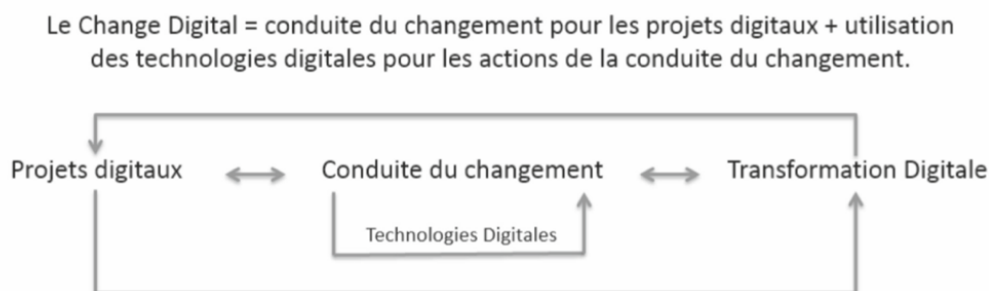 Le Change Digital = conduite du changement pour les projets digitaux + utilisation
des technologies digitales pour les actions de la conduite du changement.
Projets digitaux
Conduite du changement
Transformation Digitale
Technologies Digitales